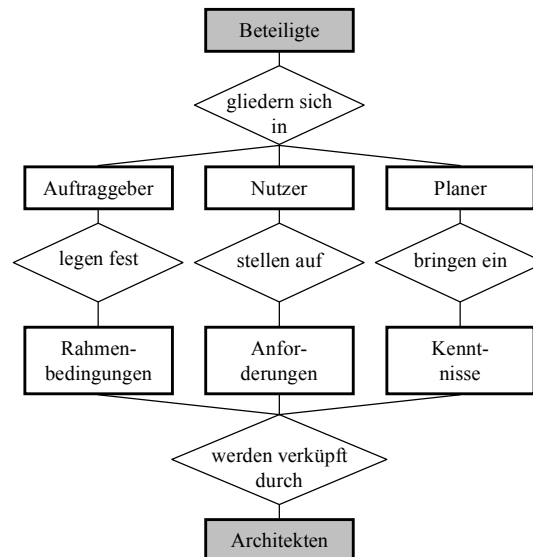 Beteiligte
gliedern sich
in
Auftraggeber
Nutzer
Planer
legen fest
stellen auf
bringen ein
Rahmen-
bedingungen
Anfor-
derungen
Kennt-
nisse
werden verküpft
durch
Architekten